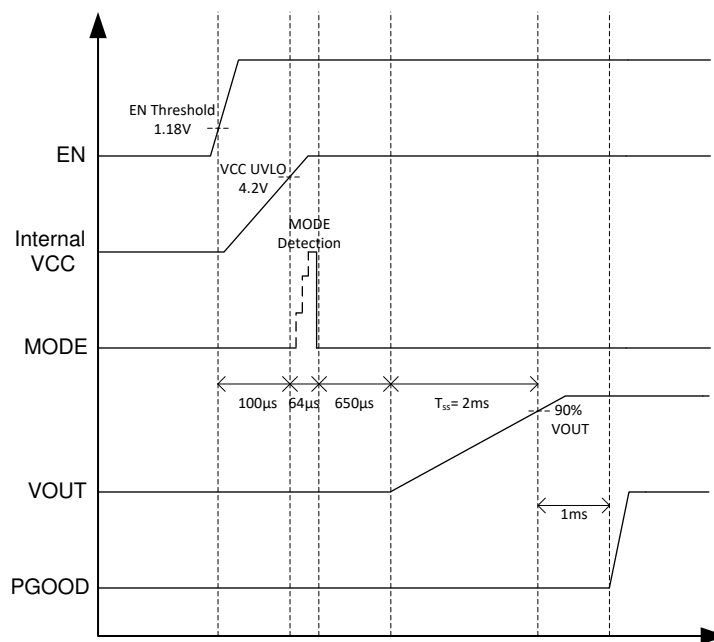 EN Threshold
1.18V
EN
VCC UVLO
4.2V
MODE
Detection
Internal
VCC
MODE
100µs
64µs
650µs
Tss= 2ms
90%
VOUT
VOUT
1ms
PGOOD